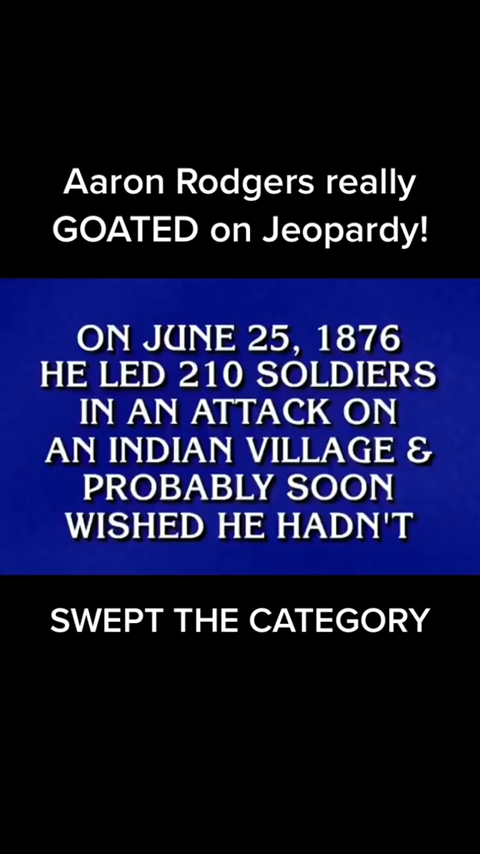 Aaron Rodgers really
GOATED on Jeopardy!
ON JUNE 25, 1876
HE LED 210 SOLDIERS
IN AN ATTACK ON
AN INDIAN VILLAGE &
PROBABLY SOON
WISHED HE HADN'T
SWEPT THE CATEGORY